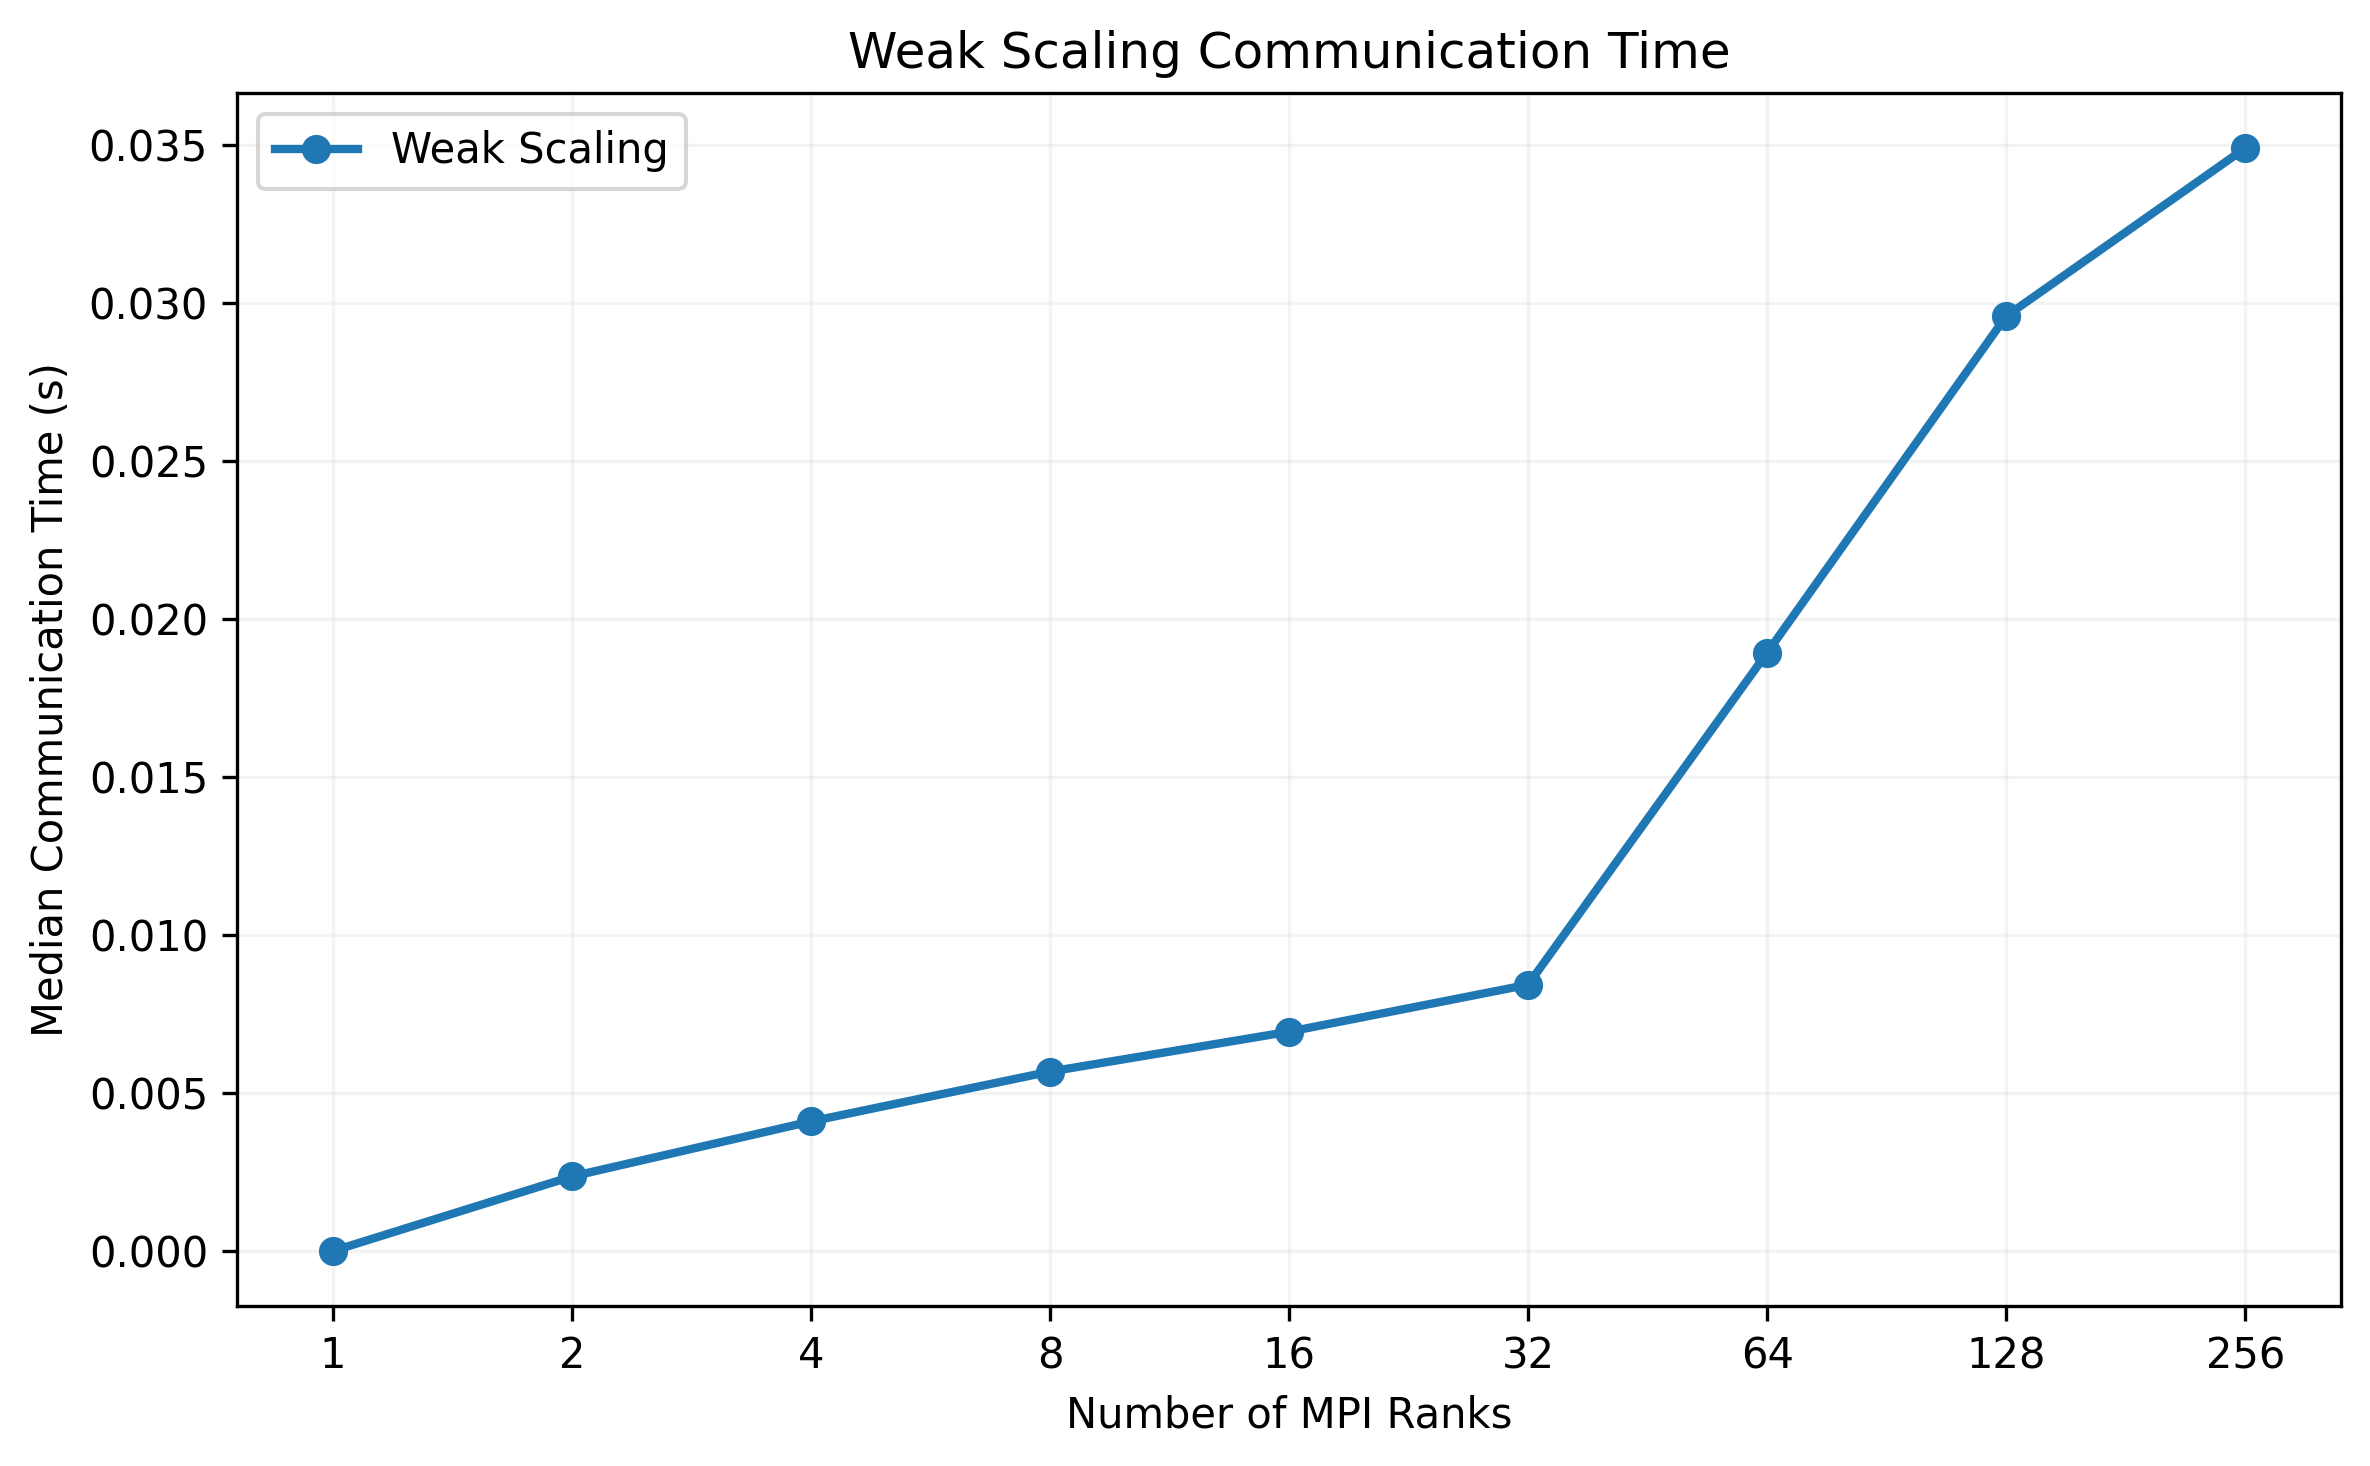 Weak Scaling Communication Time
Weak Scaling
0.035
0.030
0.025
0.020
0.015
0.010
0.005
0.000
Median Communication Time (s)
1 2 4 8 16 32 64 128 256
Number of MPI Ranks